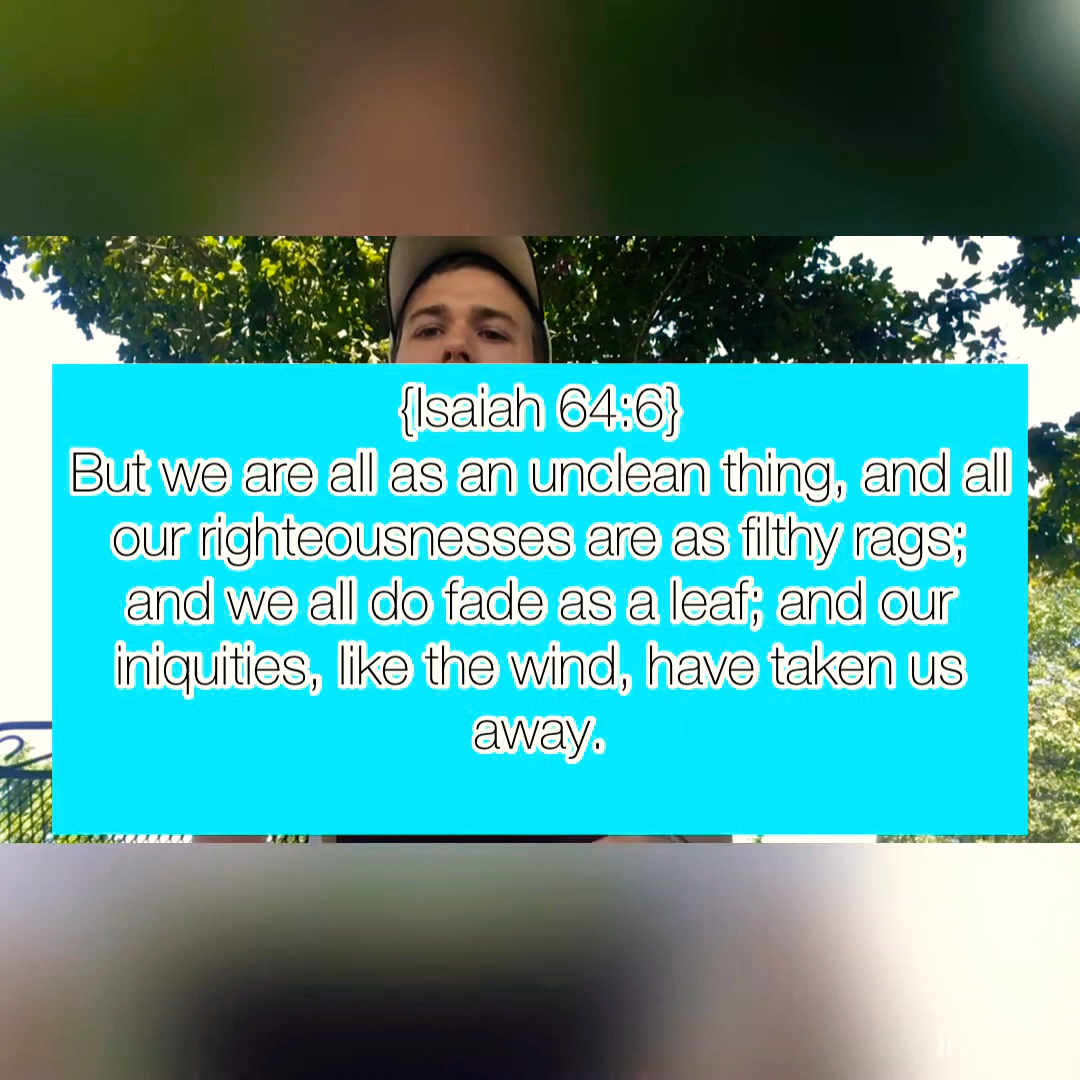 {Isaiah 64:6}
But we are all as an unclean thing, and all
our righteousnesses are as filthy rags;
and we all do fade as a leaf; and our
iniquities, like the wind, have taken us
away.